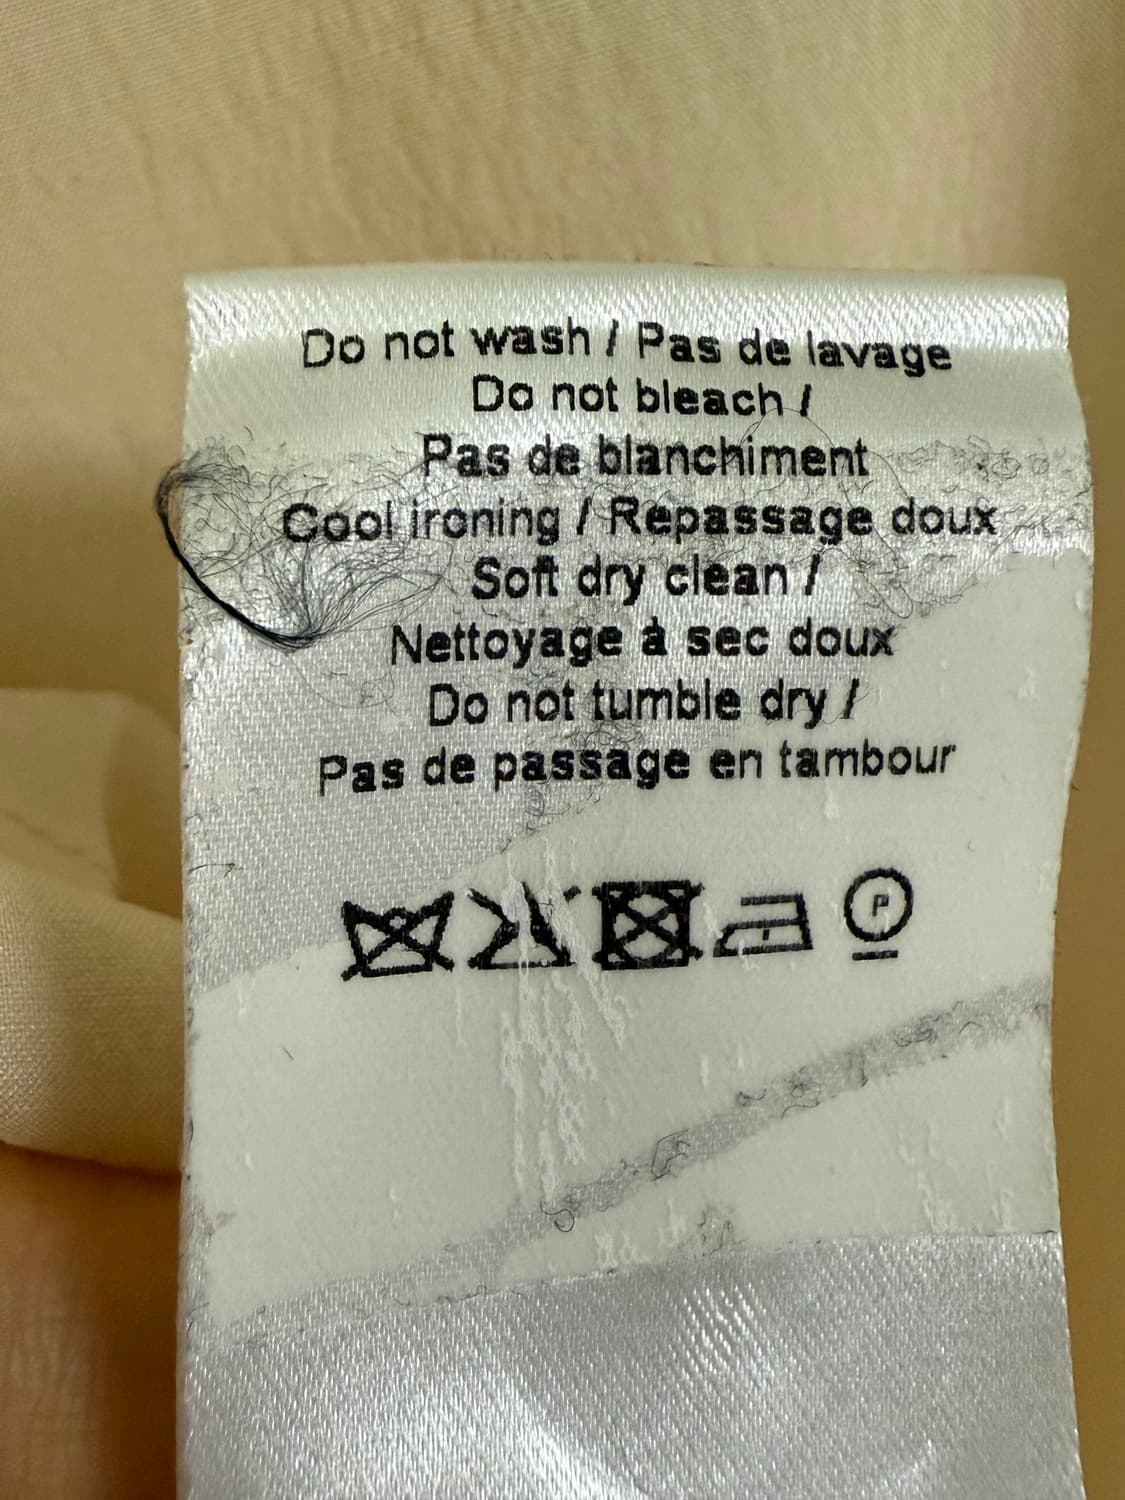 Do not wash / Pas de lavage
Do not bleach /
Pas de blanchiment
Cool ironing / Repassage doux
Soft dry clean /
Nettoyage à sec doux
Do not tumble dry /
Pas de passage en tambour
P